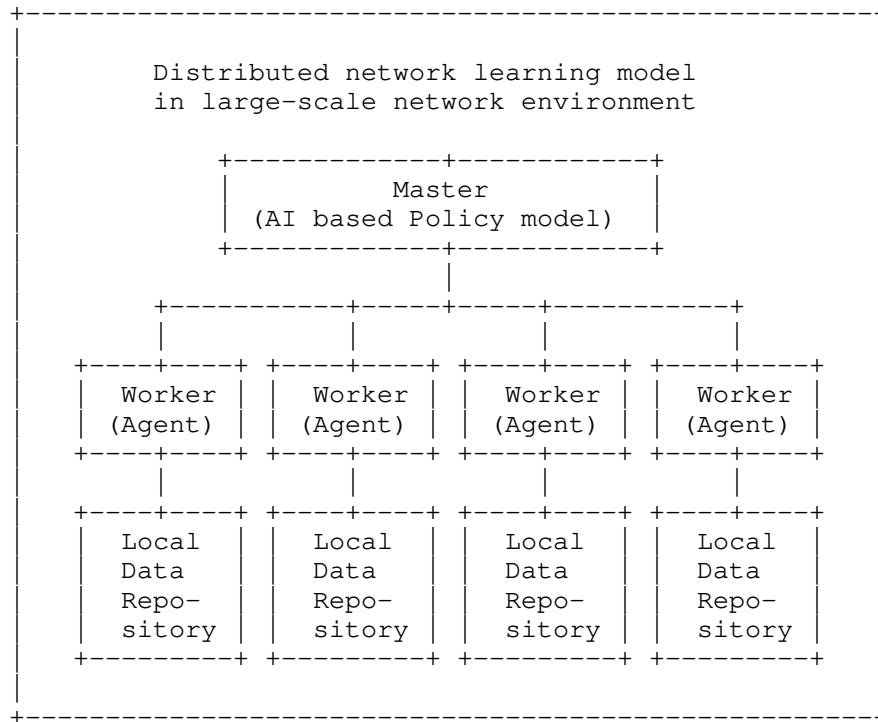 Distributed network learning model
in large-scale network environment
Master
(AI based Policy model)
Worker Worker Worker Worker
(Agent) (Agent) (Agent) (Agent)
Local Local Local Local
Data Data Data Data
Repo- Repo- Repo- Repo-
sitory sitory sitory sitory